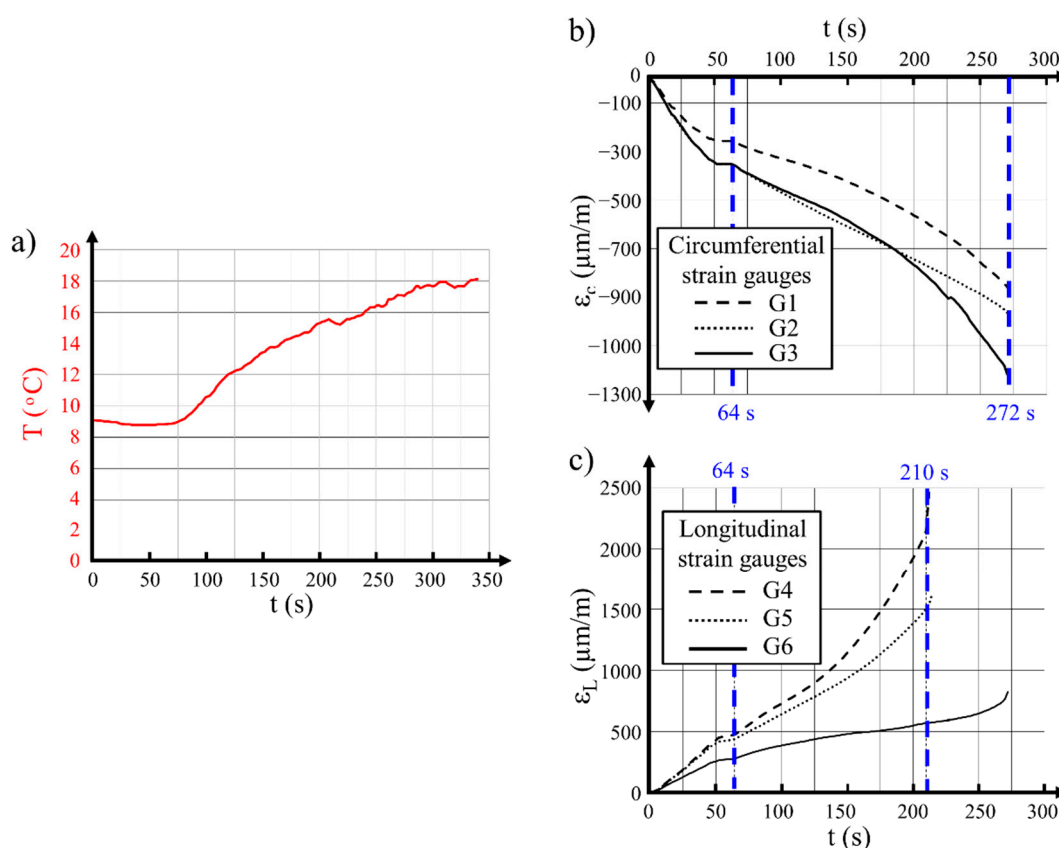 a)
T (°C)
20
18
16
14
12
10
8
6
4
2
0
0 50 100 150 200 250 300 350
t (s)
b)
t (s)
0 50 100 150 200 250 300
0
−100
−300
−500
−700
−900
−1100
−1300
ε_c (μm/m)
Circumferential
strain gauges
G1
G2
G3
64 s
272 s
c)
64 s
210 s
2500
2000
1500
1000
500
0
ε_L (μm/m)
Longitudinal
strain gauges
G4
G5
G6
0 50 100 150 200 250 300
t (s)